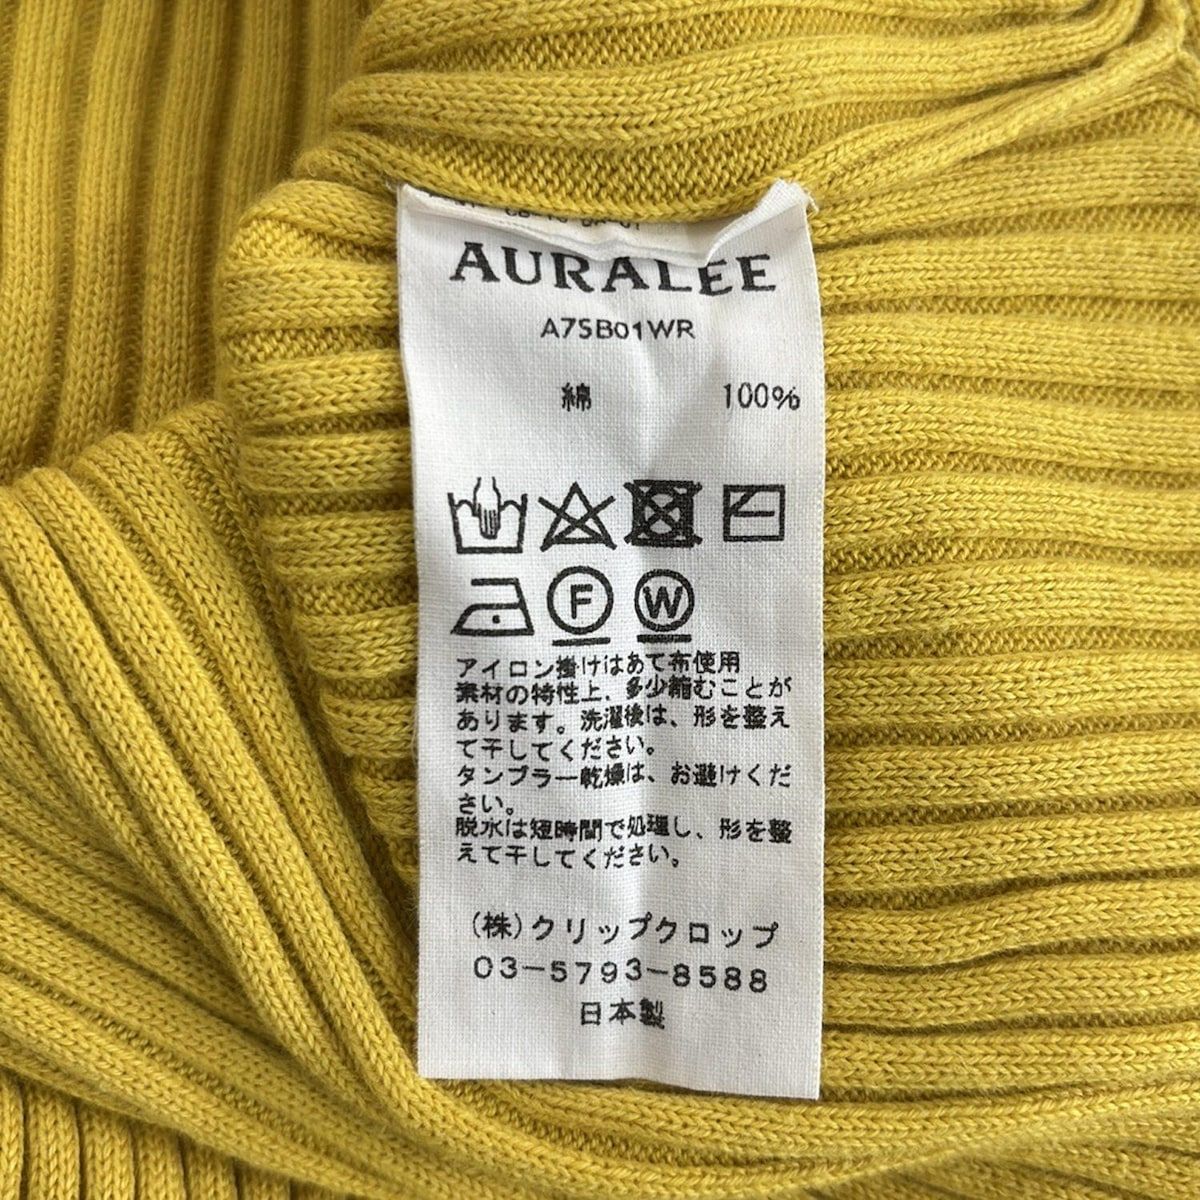 AURALEE
A7SB01WR
綿 100%
F W
アイロン掛けはあて布使用
素材の特性上、多少縮むことが
あります。洗濯後は、形を整え
て干してください。
タンブラー乾燥は、お避けくだ
さい。
脱水は短時間で処理し、形を整
えて干してください。
(株)クリップクロップ
03-5793-8588
日本製